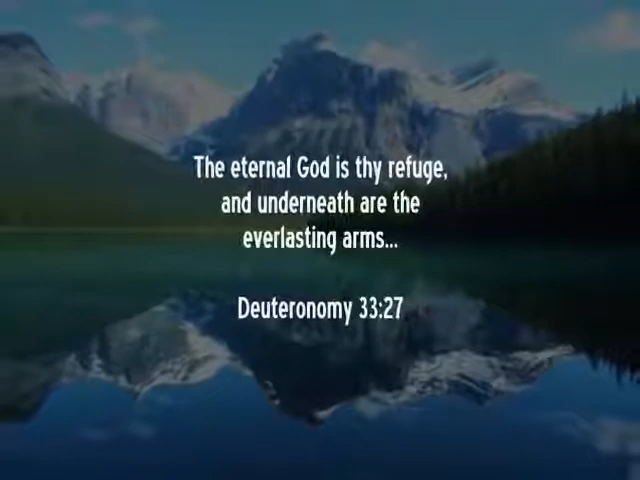 The eternal God is thy refuge,
and underneath are the
everlasting arms...
Deuteronomy 33:27